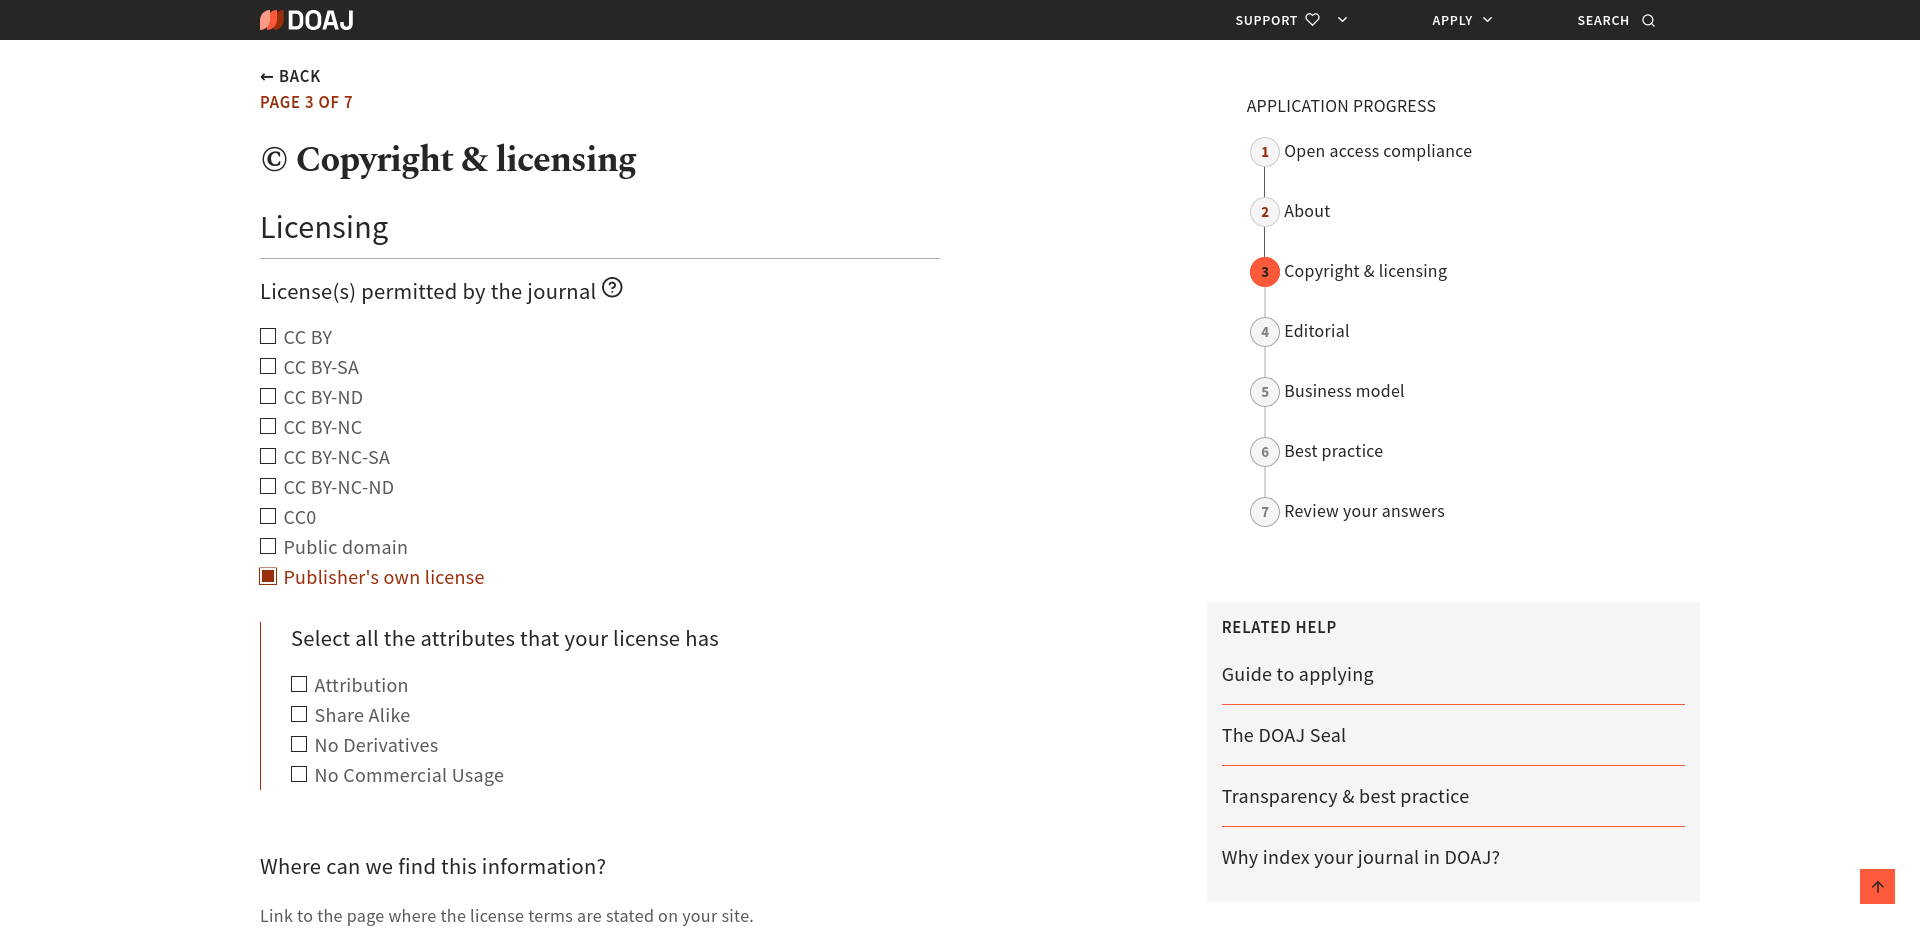 DOAJ
SUPPORT
APPLY
SEARCH
← BACK
PAGE 3 OF 7
© Copyright & licensing
Licensing
License(s) permitted by the journal ?
CC BY
CC BY-SA
CC BY-ND
CC BY-NC
CC BY-NC-SA
CC BY-NC-ND
CC0
Public domain
Publisher's own license
Select all the attributes that your license has
Attribution
Share Alike
No Derivatives
No Commercial Usage
Where can we find this information?
Link to the page where the license terms are stated on your site.
APPLICATION PROGRESS
1 Open access compliance
2 About
3 Copyright & licensing
4 Editorial
5 Business model
6 Best practice
7 Review your answers
RELATED HELP
Guide to applying
The DOAJ Seal
Transparency & best practice
Why index your journal in DOAJ?